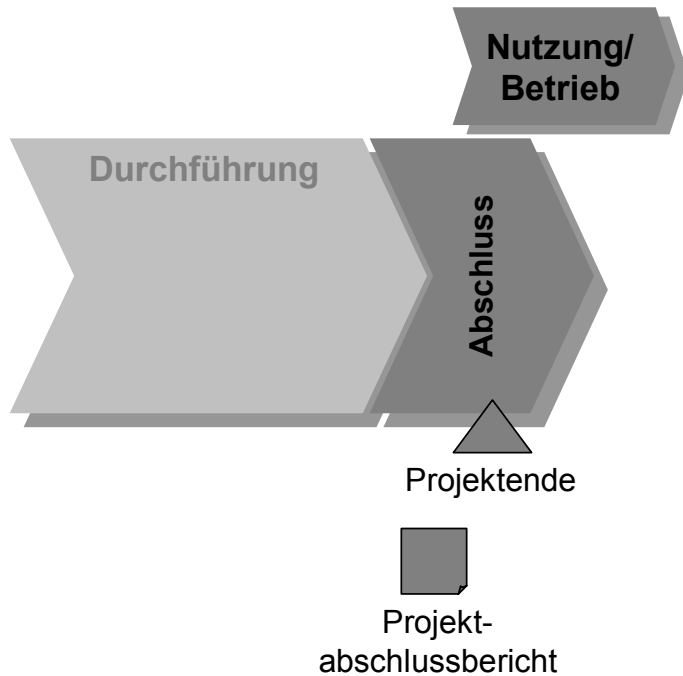 Nutzung/
Betrieb
Durchführung
Abschluss
Projektende
Projekt-
abschlussbericht